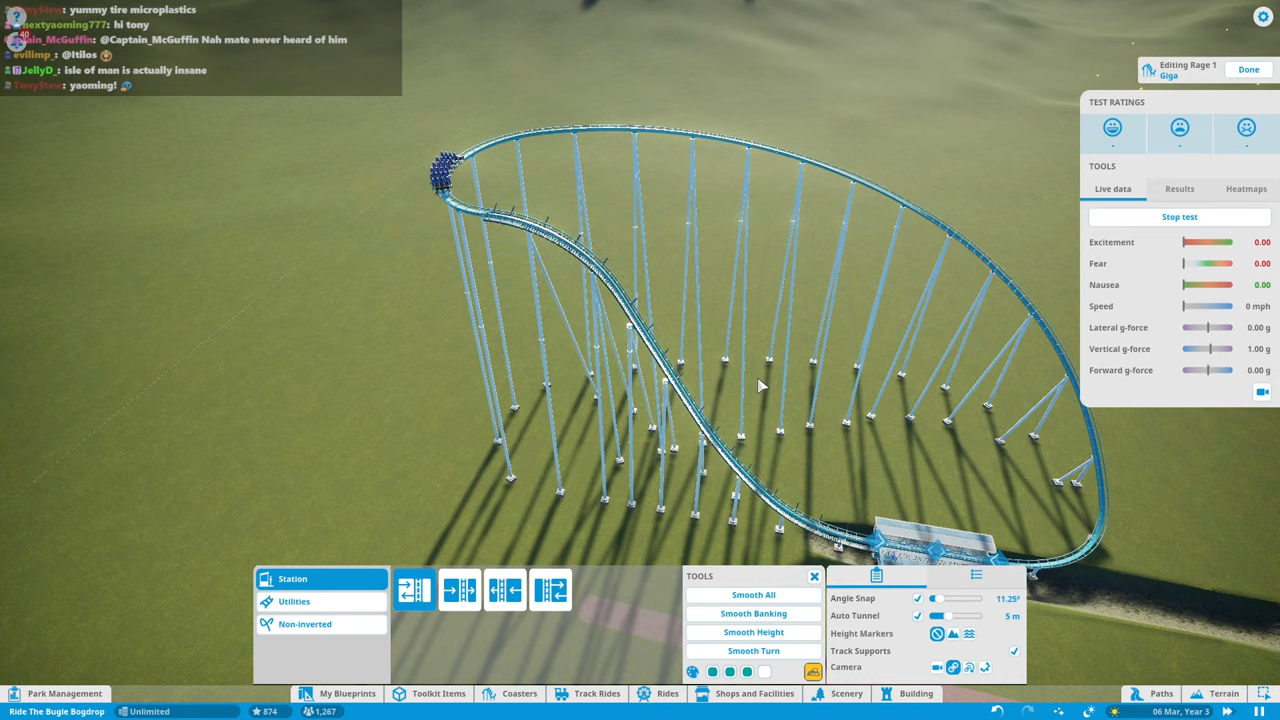 TonyStew: yummy tire microplastics
nextyaoming777: hi tony
40
Captain_McGuffin: @Captain_McGuffin Nah mate never heard of him
evilimp_: @Itilos
JellyD_: isle of man is actually insane
TonyStew: yaoming!
Editing Rage 1
Giga
Done
TEST RATINGS
- - -
TOOLS
Live data Results Heatmaps
Stop test
Excitement 0.00
Fear 0.00
Nausea 0.00
Speed 0 mph
Lateral g-force 0.00 g
Vertical g-force 1.00 g
Forward g-force 0.00 g
Station
Utilities
Non-inverted
TOOLS
Smooth All
Smooth Banking
Smooth Height
Smooth Turn
Angle Snap 11.25°
Auto Tunnel 5 m
Height Markers
Track Supports
Camera
Park Management My Blueprints Toolkit Items Coasters Track Rides Rides Shops and Facilities Scenery Building Paths Terrain
Ride The Bugle Bogdrop Unlimited 874 1,267 06 Mar, Year 3